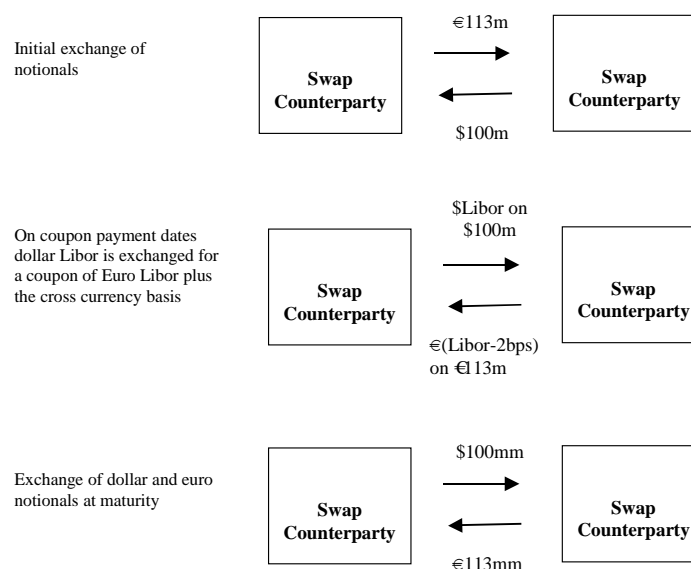 Initial exchange of
notionals
€113m
Swap
Counterparty
Swap
Counterparty
$100m
On coupon payment dates
dollar Libor is exchanged for
a coupon of Euro Libor plus
the cross currency basis
$Libor on
$100m
Swap
Counterparty
Swap
Counterparty
€(Libor-2bps)
on €113m
Exchange of dollar and euro
notionals at maturity
$100mm
Swap
Counterparty
Swap
Counterparty
€113mm